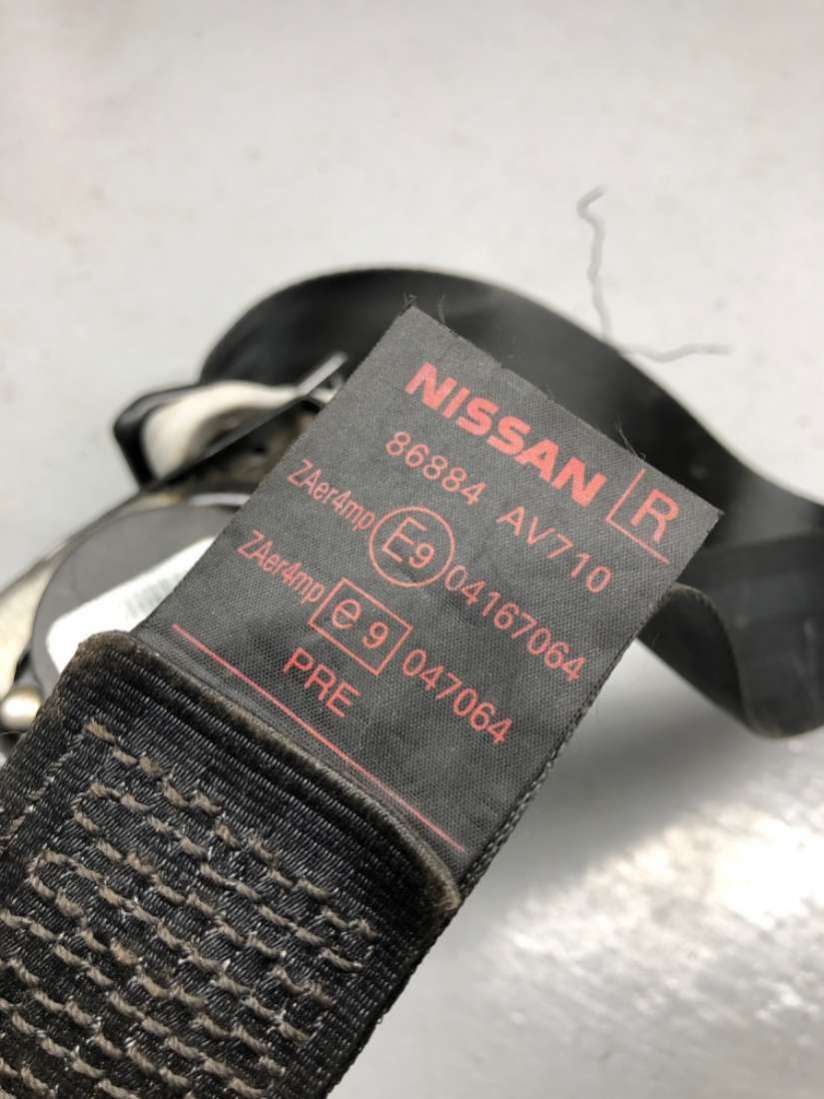 NISSAN R
86884 AV710
ZAer4mp E9 04167064
ZAer4mp e9 047064
PRE